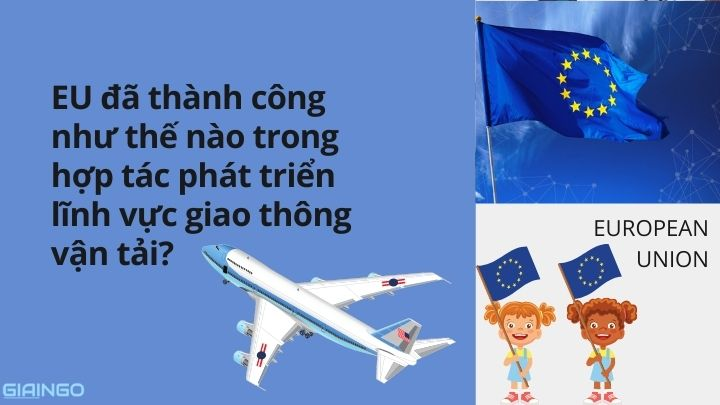 EU đã thành công
như thế nào trong
hợp tác phát triển
lĩnh vực giao thông
vận tải?
EUROPEAN
UNION
GIAINGO